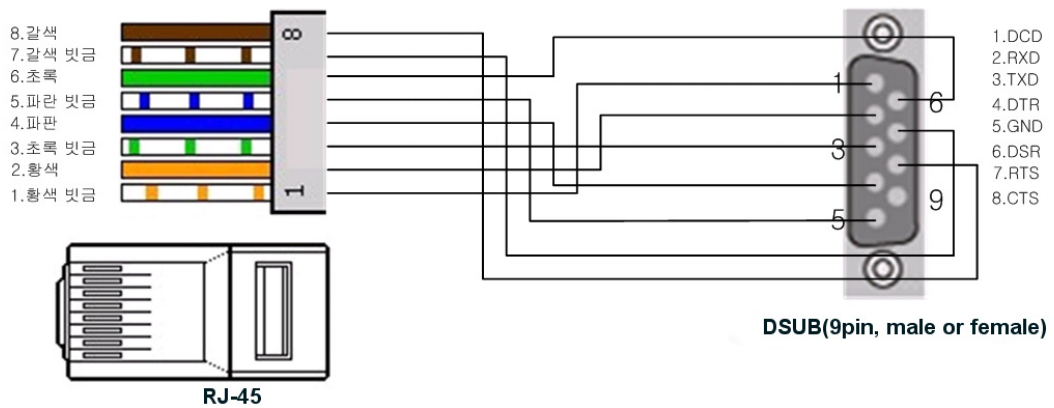 8.갈색
7.갈색 빗금
6.초록
5.파란 빗금
4.파판
3.초록 빗금
2.황색
1.황색 빗금
8
1
RJ-45
1
3
5
6
9
1.DCD
2.RXD
3.TXD
4.DTR
5.GND
6.DSR
7.RTS
8.CTS
DSUB(9pin, male or female)